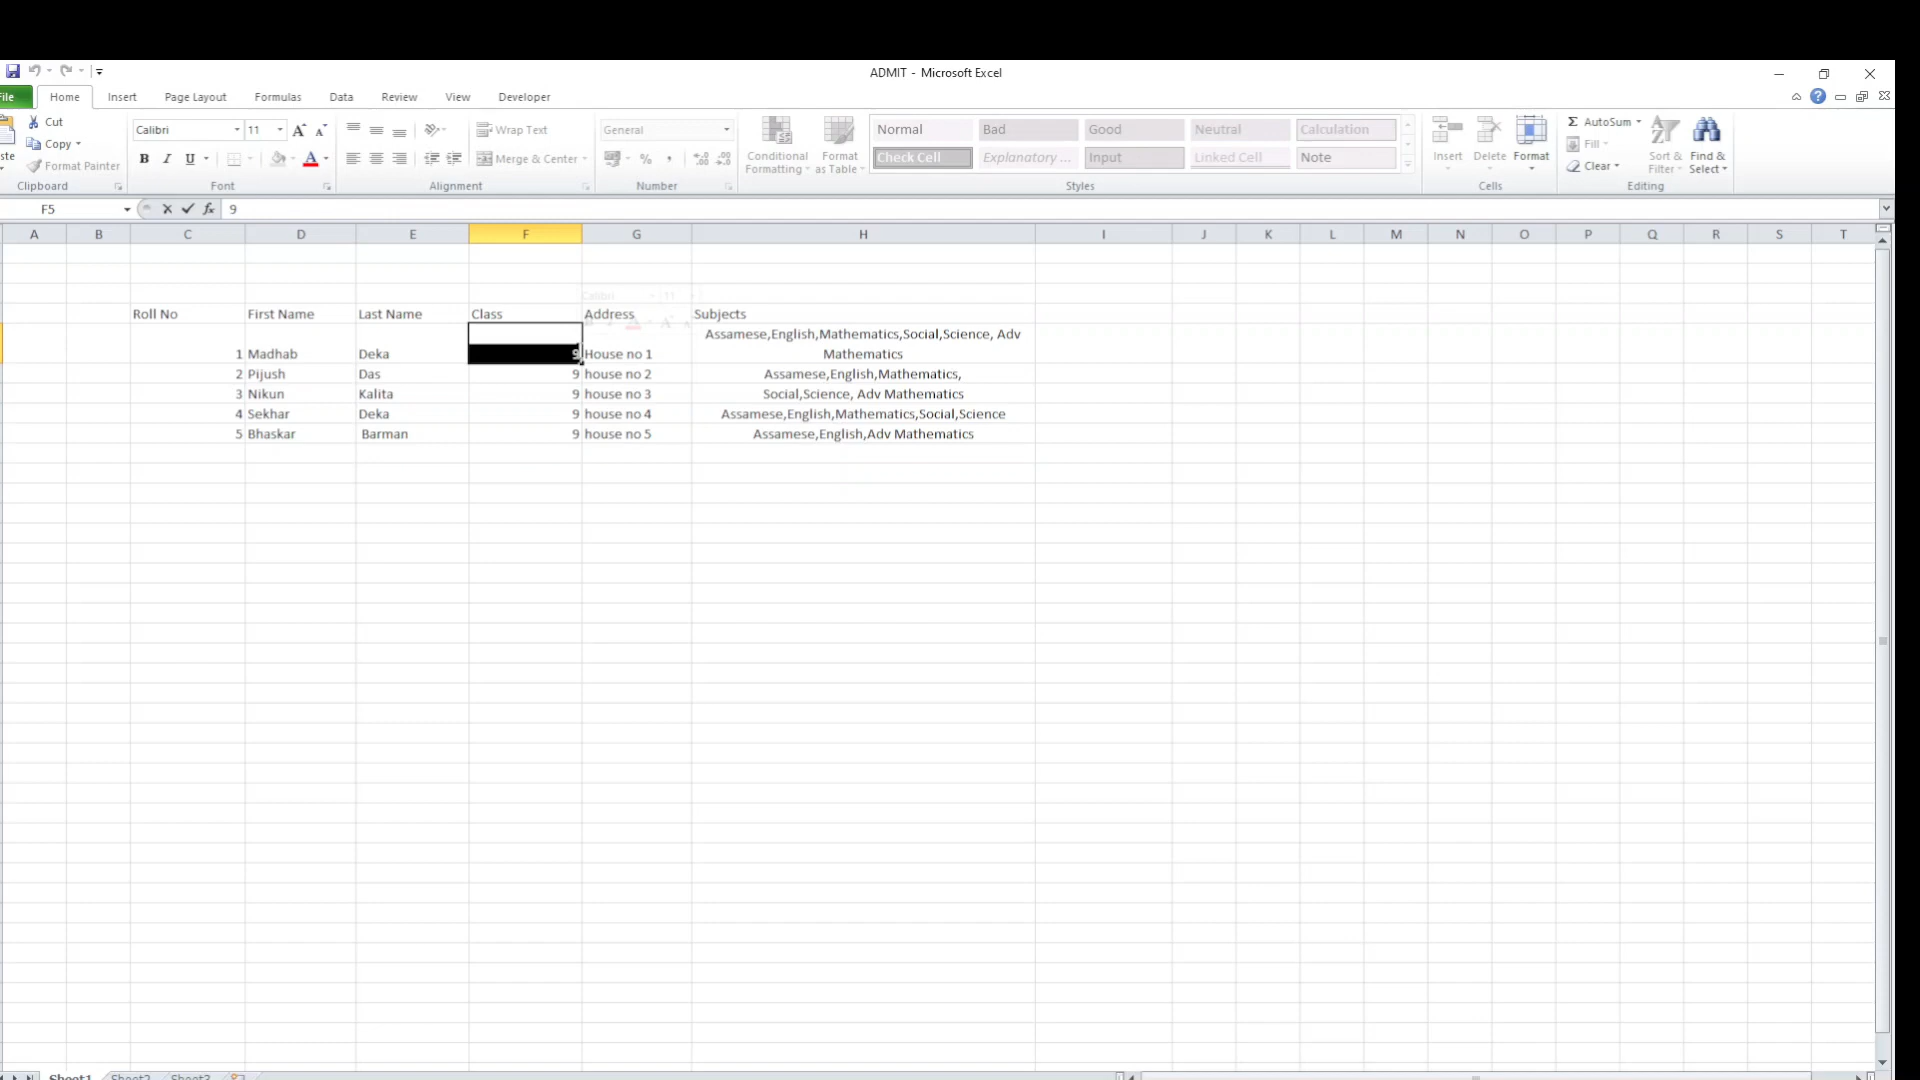 ADMIT - Microsoft Excel
File Home Insert Page Layout Formulas Data Review View Developer
Cut
Copy
Format Painter
Clipboard
Calibri 11
B I U A
Font
Wrap Text
Merge & Center
Alignment
General
%
Number
Conditional Formatting
Format as Table
Normal Bad Good Neutral Calculation
Check Cell Explanatory ... Input Linked Cell Note
Styles
Insert Delete Format
Cells
Σ AutoSum
Fill
Clear
Sort & Filter
Find & Select
Editing
F5 fx 9
A B C D E F G H I J K L M N O P Q R S T
Calibri 11
Roll No First Name Last Name Class Address Subjects
Assamese,English,Mathematics,Social,Science, Adv
1 Madhab Deka 9 House no 1 Mathematics
2 Pijush Das 9 house no 2 Assamese,English,Mathematics,
3 Nikun Kalita 9 house no 3 Social,Science, Adv Mathematics
4 Sekhar Deka 9 house no 4 Assamese,English,Mathematics,Social,Science
5 Bhaskar Barman 9 house no 5 Assamese,English,Adv Mathematics
Sheet1 Sheet2 Sheet3